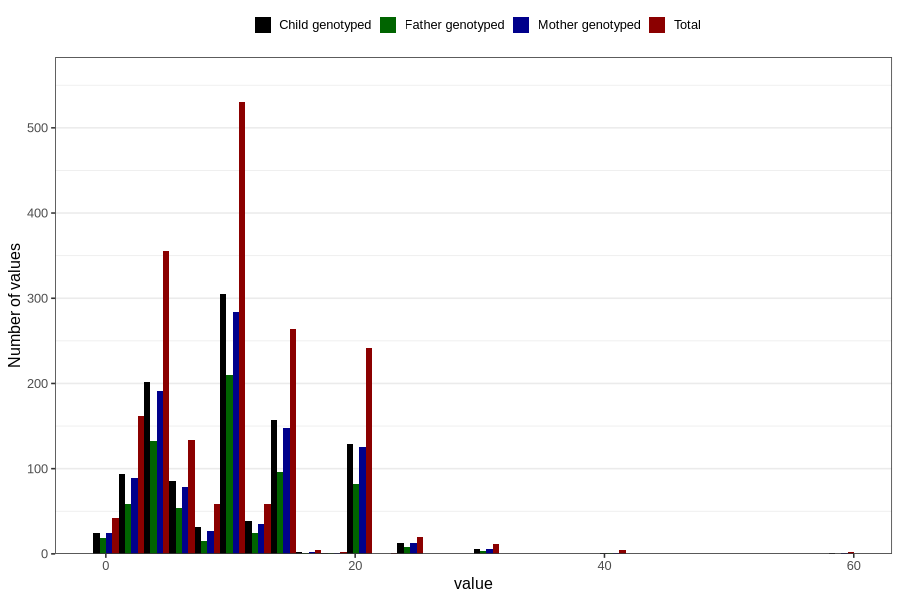 Child genotyped Father genotyped Mother genotyped Total
Number of values
500
400
300
200
100
0
0 20 40 60
value